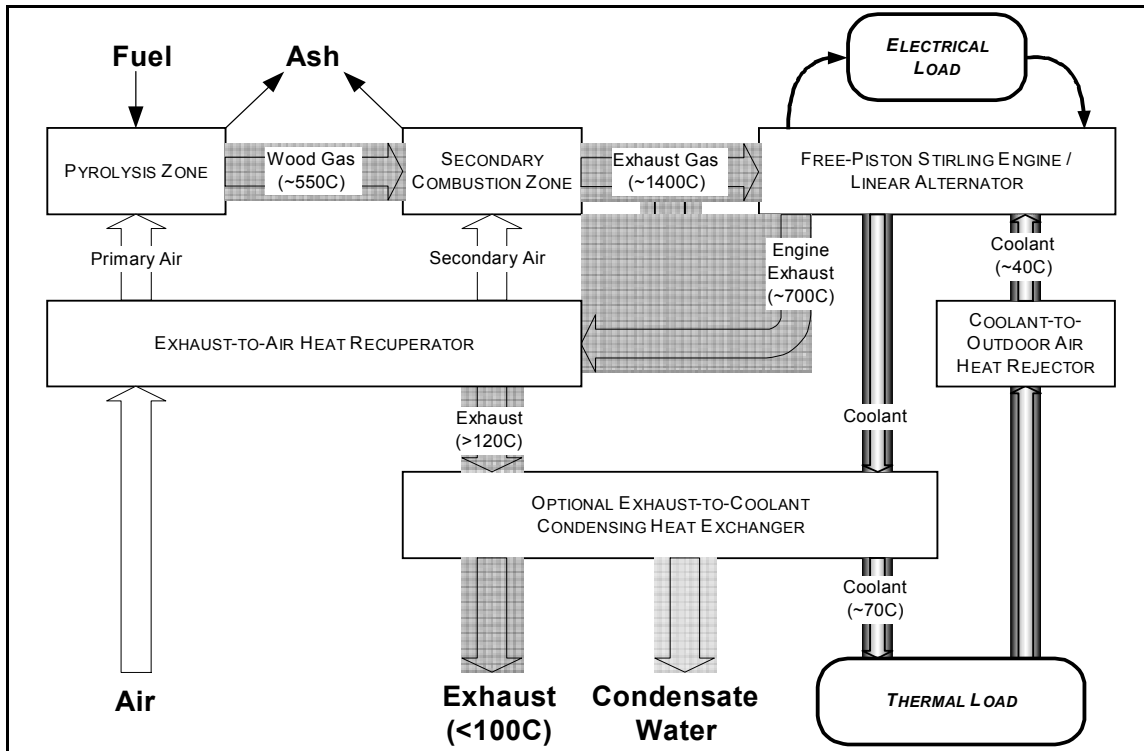 Fuel
Ash
ELECTRICAL
LOAD
PYROLYSIS ZONE
Wood Gas
(~550C)
SECONDARY
COMBUSTION ZONE
Exhaust Gas
(~1400C)
FREE-PISTON STIRLING ENGINE /
LINEAR ALTERNATOR
Primary Air
Secondary Air
Engine
Exhaust
(~700C)
Coolant
(~40C)
EXHAUST-TO-AIR HEAT RECUPERATOR
COOLANT-TO-
OUTDOOR AIR
HEAT REJECTOR
Exhaust
(>120C)
Coolant
OPTIONAL EXHAUST-TO-COOLANT
CONDENSING HEAT EXCHANGER
Coolant
(~70C)
Air
Exhaust
(<100C)
Condensate
Water
THERMAL LOAD